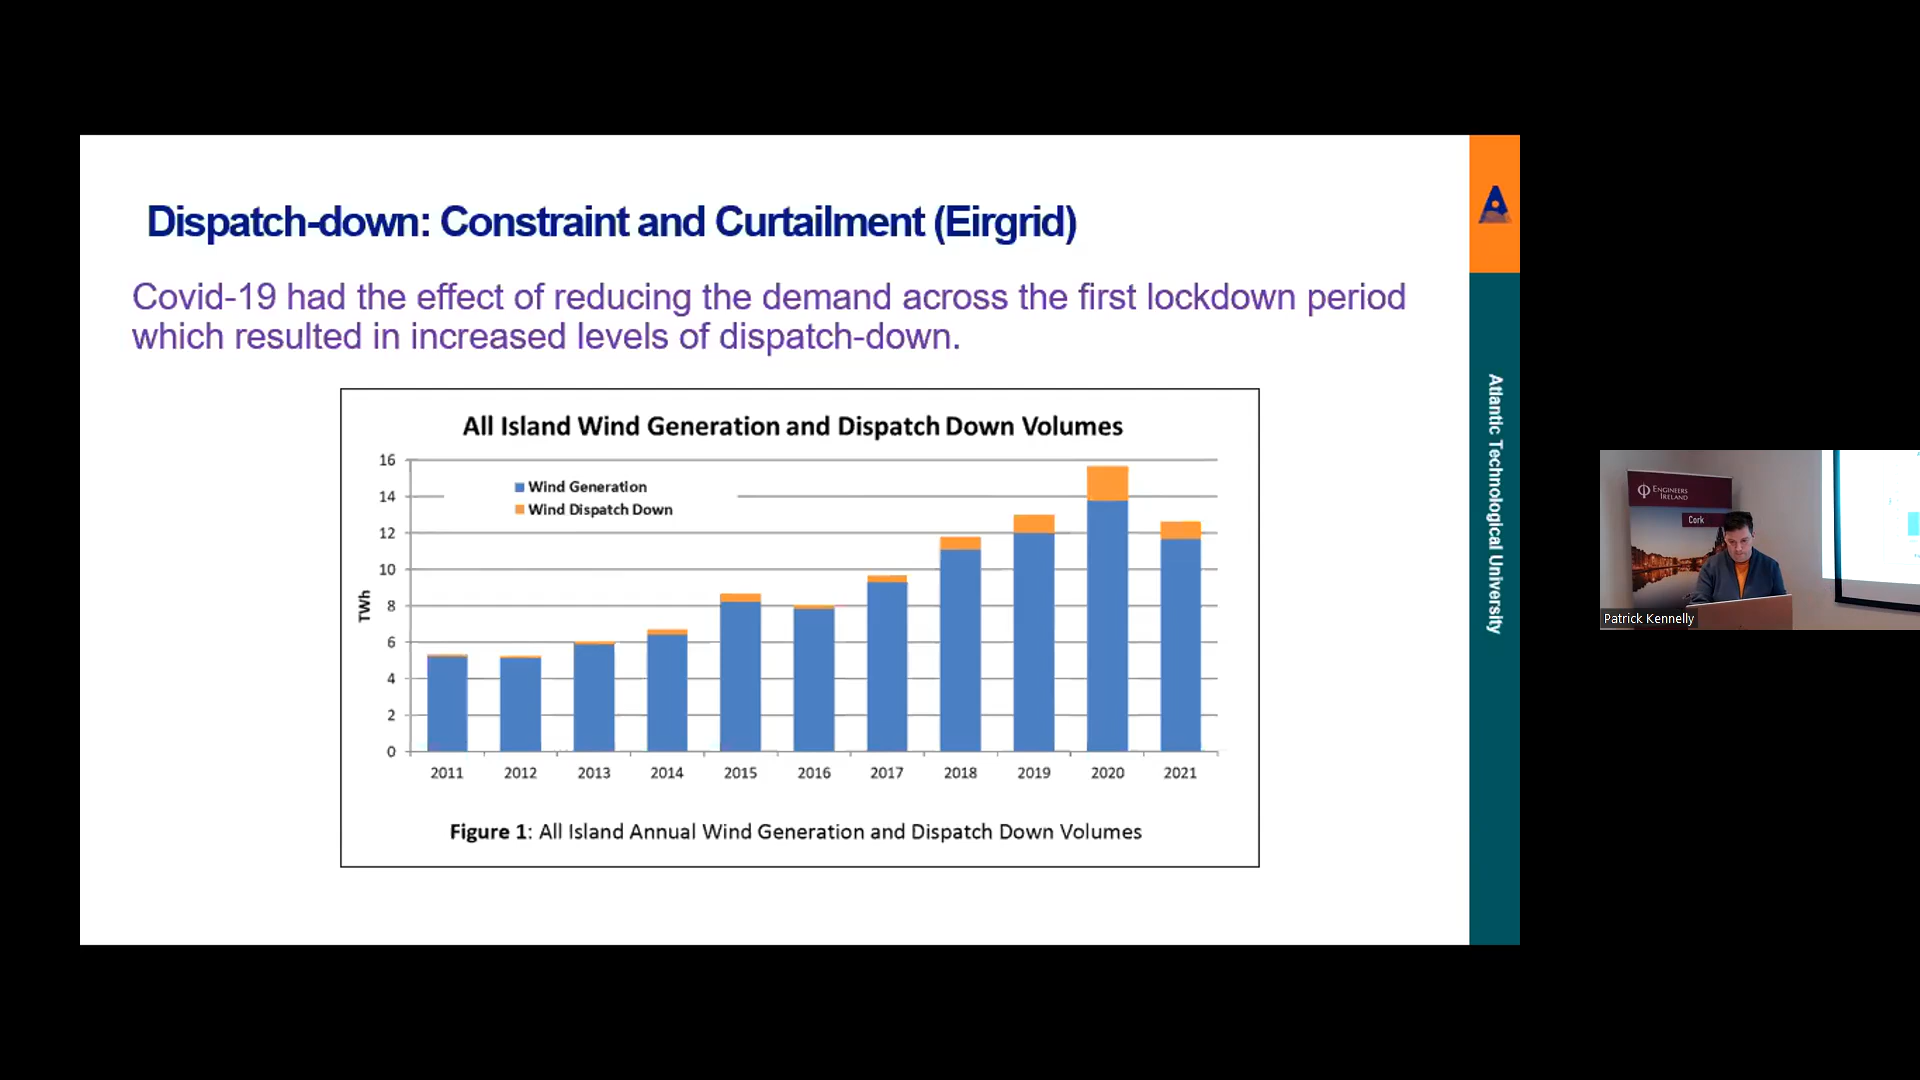 Dispatch-down: Constraint and Curtailment (Eirgrid)
Covid-19 had the effect of reducing the demand across the first lockdown period
which resulted in increased levels of dispatch-down.
All Island Wind Generation and Dispatch Down Volumes
16
14
12
10
8
6
4
2
0
TWh
Wind Generation
Wind Dispatch Down
2011 2012 2013 2014 2015 2016 2017 2018 2019 2020 2021
Figure 1: All Island Annual Wind Generation and Dispatch Down Volumes
Atlantic Technological University
ENGINEERS
IRELAND
Cork
Patrick Kennelly